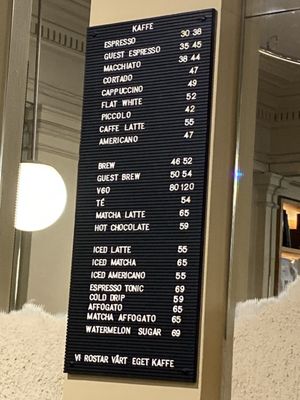 KAFFE
ESPRESSO 30 38
GUEST ESPRESSO 35 45
MACCHIATO 38 44
CORTADO 47
CAPPUCCINO 49
FLAT WHITE 52
PICCOLO 42
CAFFE LATTE 55
AMERICANO 47
BREW 46 52
GUEST BREW 50 54
V60 80 120
TÉ 54
MATCHA LATTE 65
HOT CHOCOLATE 59
ICED LATTE 55
ICED MATCHA 65
ICED AMERICANO 55
ESPRESSO TONIC 69
COLD DRIP 59
AFFOGATO 65
MATCHA AFFOGATO 65
WATERMELON SUGAR 69
VI ROSTAR VÅRT EGET KAFFE